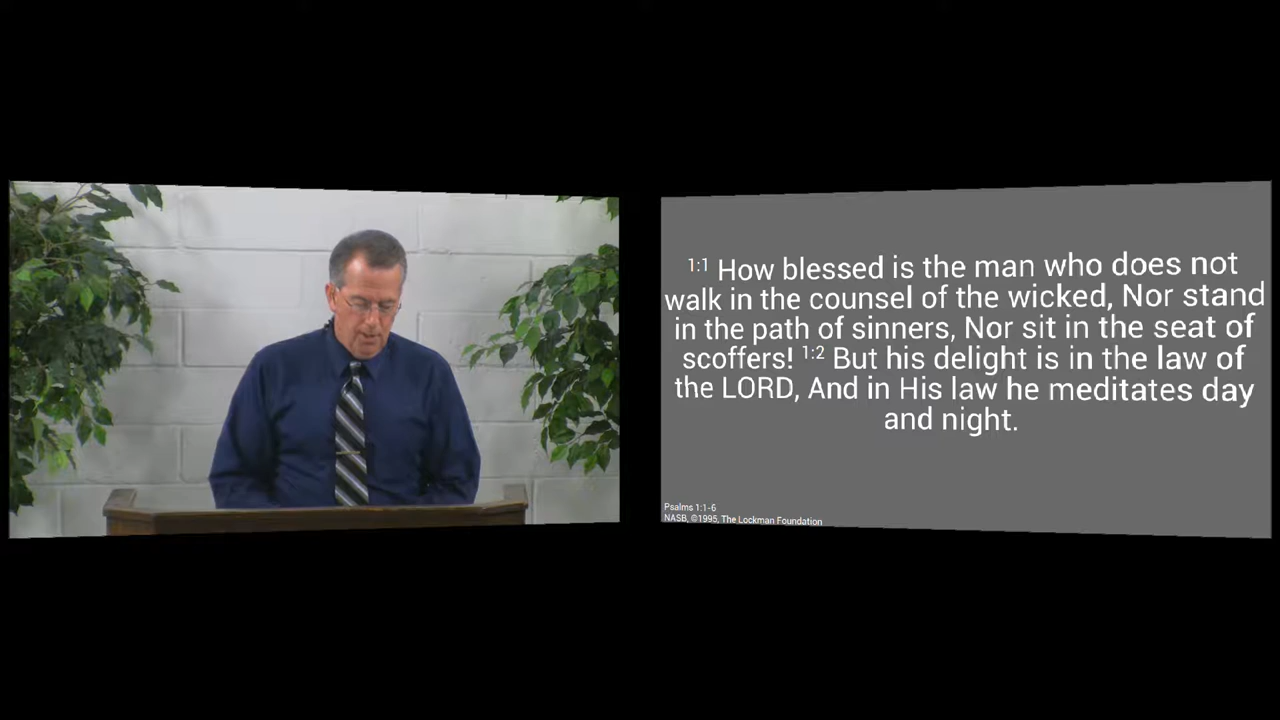 1:1 How blessed is the man who does not
walk in the counsel of the wicked, Nor stand
in the path of sinners, Nor sit in the seat of
scoffers! 1:2 But his delight is in the law of
the LORD, And in His law he meditates day
and night.
Psalms 1:1-6
NASB, ©1995, The Lockman Foundation